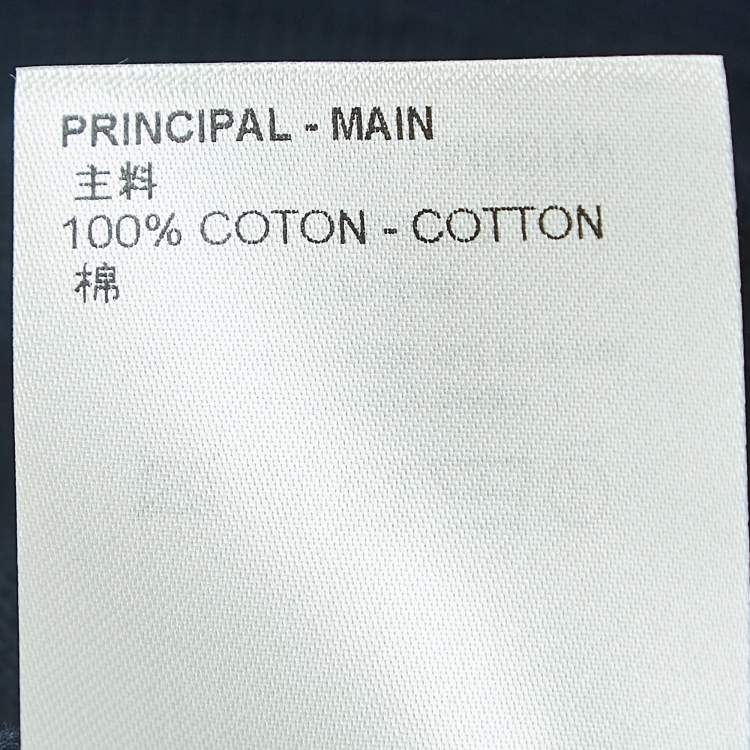 PRINCIPAL - MAIN
主料
100% COTON - COTTON
棉